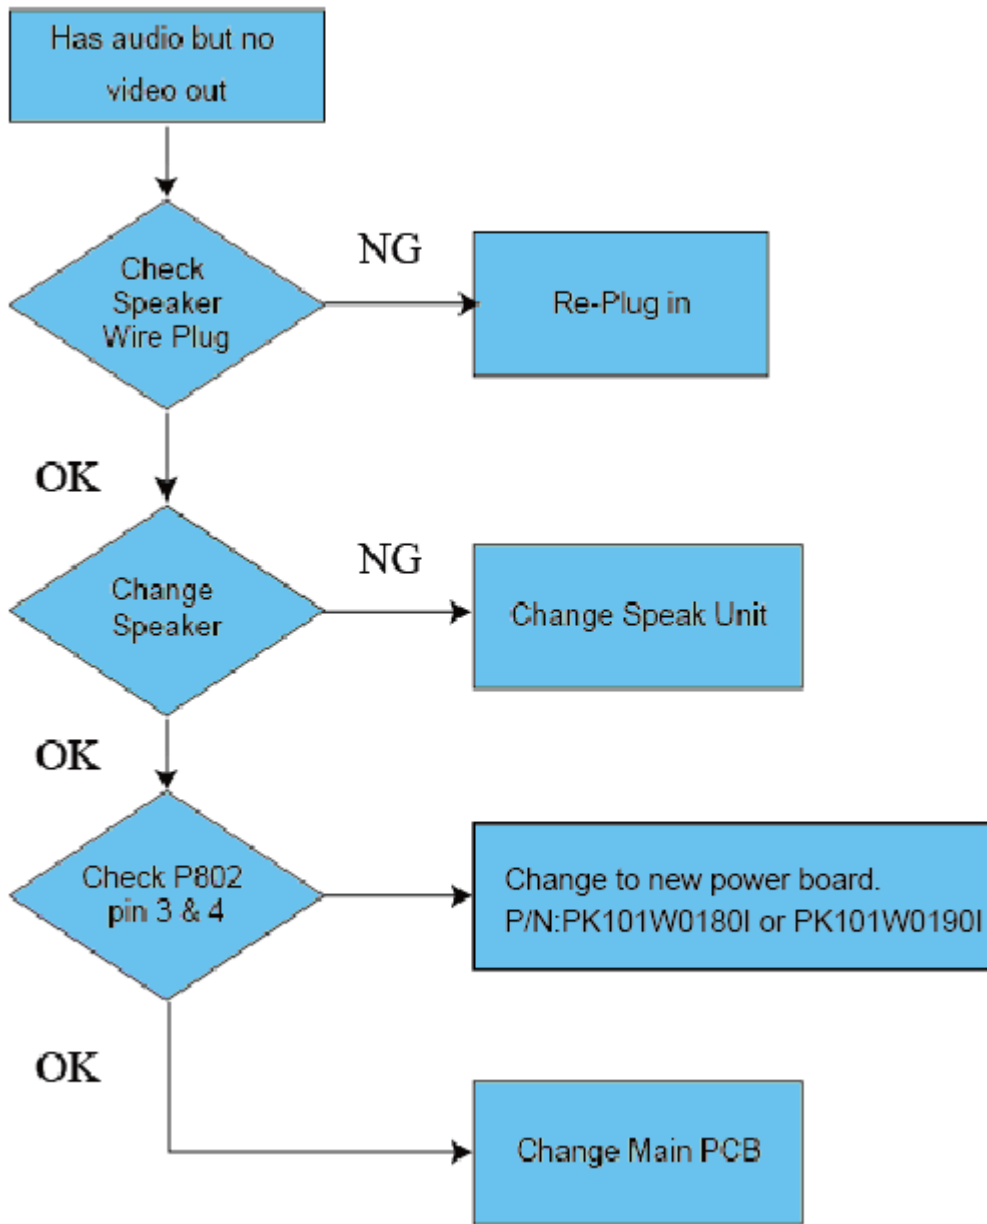 Has audio but no
video out
Check
Speaker
Wire Plug
NG
Re-Plug in
OK
Change
Speaker
NG
Change Speak Unit
OK
Check P802
pin 3 & 4
Change to new power board.
P/N:PK101W0180I or PK101W0190I
OK
Change Main PCB